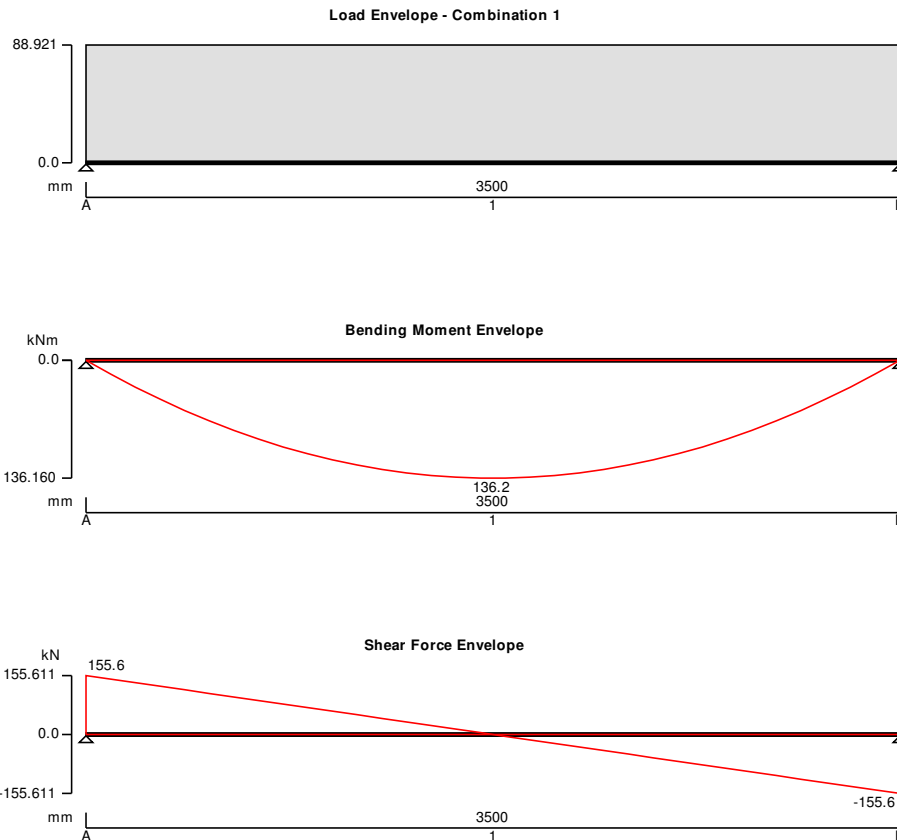 Load Envelope - Combination 1
88.921
0.0
mm
3500
A
1
Bending Moment Envelope
kNm
0.0
136.160
136.2
mm
3500
A
1
Shear Force Envelope
kN
155.611
155.6
0.0
-155.611
-155.6
mm
3500
A
1